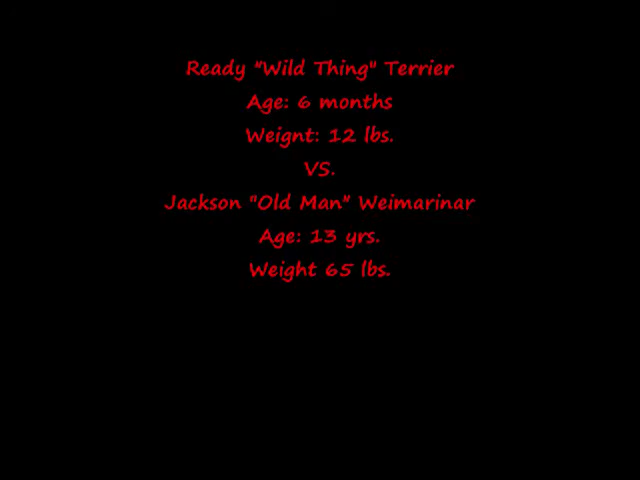 Ready "Wild Thing" Terrier
Age: 6 months
Weignt: 12 lbs.
VS.
Jackson "Old Man" Weimarinar
Age: 13 yrs.
Weight 65 lbs.